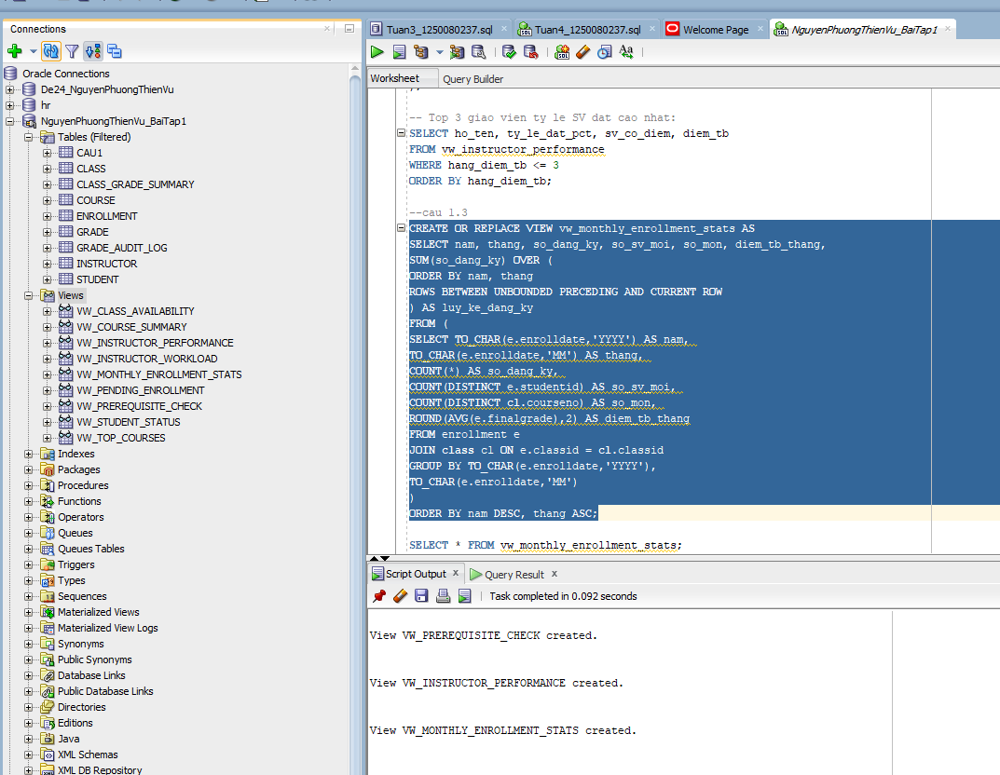 Connections
Oracle Connections
De24_NguyenPhuongThienVu
hr
NguyenPhuongThienVu_BaiTap1
Tables (Filtered)
CAU1
CLASS
CLASS_GRADE_SUMMARY
COURSE
ENROLLMENT
GRADE
GRADE_AUDIT_LOG
INSTRUCTOR
STUDENT
Views
VW_CLASS_AVAILABILITY
VW_COURSE_SUMMARY
VW_INSTRUCTOR_PERFORMANCE
VW_INSTRUCTOR_WORKLOAD
VW_MONTHLY_ENROLLMENT_STATS
VW_PENDING_ENROLLMENT
VW_PREREQUISITE_CHECK
VW_STUDENT_STATUS
VW_TOP_COURSES
Indexes
Packages
Procedures
Functions
Operators
Queues
Queues Tables
Triggers
Types
Sequences
Materialized Views
Materialized View Logs
Synonyms
Public Synonyms
Database Links
Public Database Links
Directories
Editions
Java
XML Schemas
XML DB Repository
Tuan3_1250080237.sql
Tuan4_1250080237.sql
Welcome Page
NguyenPhuongThienVu_BaiTap1
Worksheet
Query Builder
-- Top 3 giao vien ty le SV dat cao nhat:
SELECT ho_ten, ty_le_dat_pct, sv_co_diem, diem_tb
FROM vw_instructor_performance
WHERE hang_diem_tb <= 3
ORDER BY hang_diem_tb;
--cau 1.3
CREATE OR REPLACE VIEW vw_monthly_enrollment_stats AS
SELECT nam, thang, so_dang_ky, so_sv_moi, so_mon, diem_tb_thang,
SUM(so_dang_ky) OVER (
ORDER BY nam, thang
ROWS BETWEEN UNBOUNDED PRECEDING AND CURRENT ROW
) AS luy_ke_dang_ky
FROM (
SELECT TO_CHAR(e.enrolldate,'YYYY') AS nam,
TO_CHAR(e.enrolldate,'MM') AS thang,
COUNT(*) AS so_dang_ky,
COUNT(DISTINCT e.studentid) AS so_sv_moi,
COUNT(DISTINCT cl.courseno) AS so_mon,
ROUND(AVG(e.finalgrade),2) AS diem_tb_thang
FROM enrollment e
JOIN class cl ON e.classid = cl.classid
GROUP BY TO_CHAR(e.enrolldate,'YYYY'),
TO_CHAR(e.enrolldate,'MM')
)
ORDER BY nam DESC, thang ASC;
SELECT * FROM vw_monthly_enrollment_stats;
Script Output
Query Result
Task completed in 0.092 seconds
View VW_PREREQUISITE_CHECK created.
View VW_INSTRUCTOR_PERFORMANCE created.
View VW_MONTHLY_ENROLLMENT_STATS created.